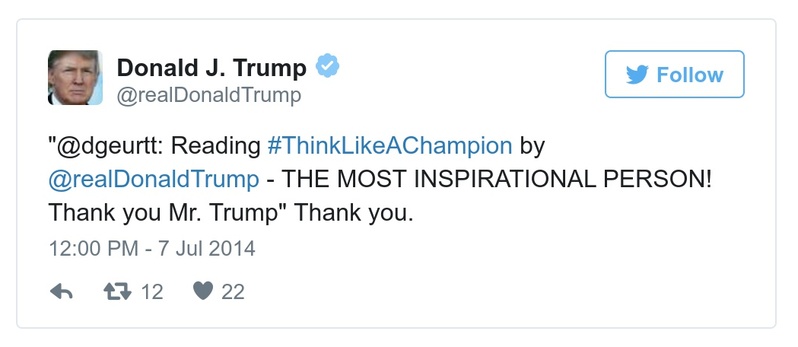 Donald J. Trump
@realDonaldTrump
Follow
"@dgeurtt: Reading #ThinkLikeAChampion by
@realDonaldTrump - THE MOST INSPIRATIONAL PERSON!
Thank you Mr. Trump" Thank you.
12:00 PM - 7 Jul 2014
12 22